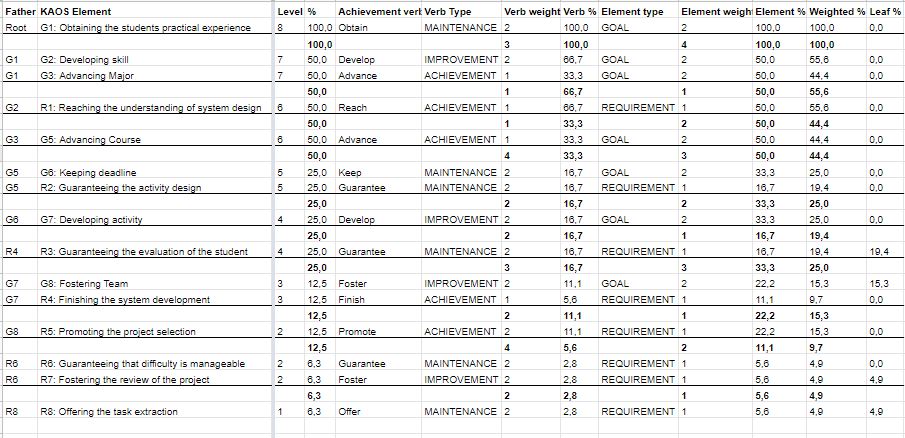 Father KAOS Element Level % Achievement verl Verb Type Verb weight Verb % Element type Element weight Element % Weighted % Leaf %
Root G1: Obtaining the students practical experience 8 100,0 Obtain MAINTENANCE 2 100,0 GOAL 2 100,0 100,0 0,0
100,0 3 100,0 4 100,0 100,0
G1 G2: Developing skill 7 50,0 Develop IMPROVEMENT 2 66,7 GOAL 2 50,0 55,6 0,0
G1 G3: Advancing Major 7 50,0 Advance ACHIEVEMENT 1 33,3 GOAL 2 50,0 44,4 0,0
50,0 1 66,7 1 50,0 55,6
G2 R1: Reaching the understanding of system design 6 50,0 Reach ACHIEVEMENT 1 66,7 REQUIREMENT 1 50,0 55,6 0,0
50,0 1 33,3 2 50,0 44,4
G3 G5: Advancing Course 6 50,0 Advance ACHIEVEMENT 1 33,3 GOAL 2 50,0 44,4 0,0
50,0 4 33,3 3 50,0 44,4
G5 G6: Keeping deadline 5 25,0 Keep MAINTENANCE 2 16,7 GOAL 2 33,3 25,0 0,0
G5 R2: Guaranteeing the activity design 5 25,0 Guarantee MAINTENANCE 2 16,7 REQUIREMENT 1 16,7 19,4 0,0
25,0 2 16,7 2 33,3 25,0
G6 G7: Developing activity 4 25,0 Develop IMPROVEMENT 2 16,7 GOAL 2 33,3 25,0 0,0
25,0 2 16,7 1 16,7 19,4
R4 R3: Guaranteeing the evaluation of the student 4 25,0 Guarantee MAINTENANCE 2 16,7 REQUIREMENT 1 16,7 19,4 19,4
25,0 3 16,7 3 33,3 25,0
G7 G8: Fostering Team 3 12,5 Foster IMPROVEMENT 2 11,1 GOAL 2 22,2 15,3 15,3
G7 R4: Finishing the system development 3 12,5 Finish ACHIEVEMENT 1 5,6 REQUIREMENT 1 11,1 9,7 0,0
12,5 2 11,1 1 22,2 15,3
G8 R5: Promoting the project selection 2 12,5 Promote ACHIEVEMENT 2 11,1 REQUIREMENT 1 22,2 15,3 0,0
12,5 4 5,6 2 11,1 9,7
R6 R6: Guaranteeing that difficulty is manageable 2 6,3 Guarantee MAINTENANCE 2 2,8 REQUIREMENT 1 5,6 4,9 0,0
R6 R7: Fostering the review of the project 2 6,3 Foster IMPROVEMENT 2 2,8 REQUIREMENT 1 5,6 4,9 4,9
6,3 2 2,8 1 5,6 4,9
R8 R8: Offering the task extraction 1 6,3 Offer MAINTENANCE 2 2,8 REQUIREMENT 1 5,6 4,9 4,9